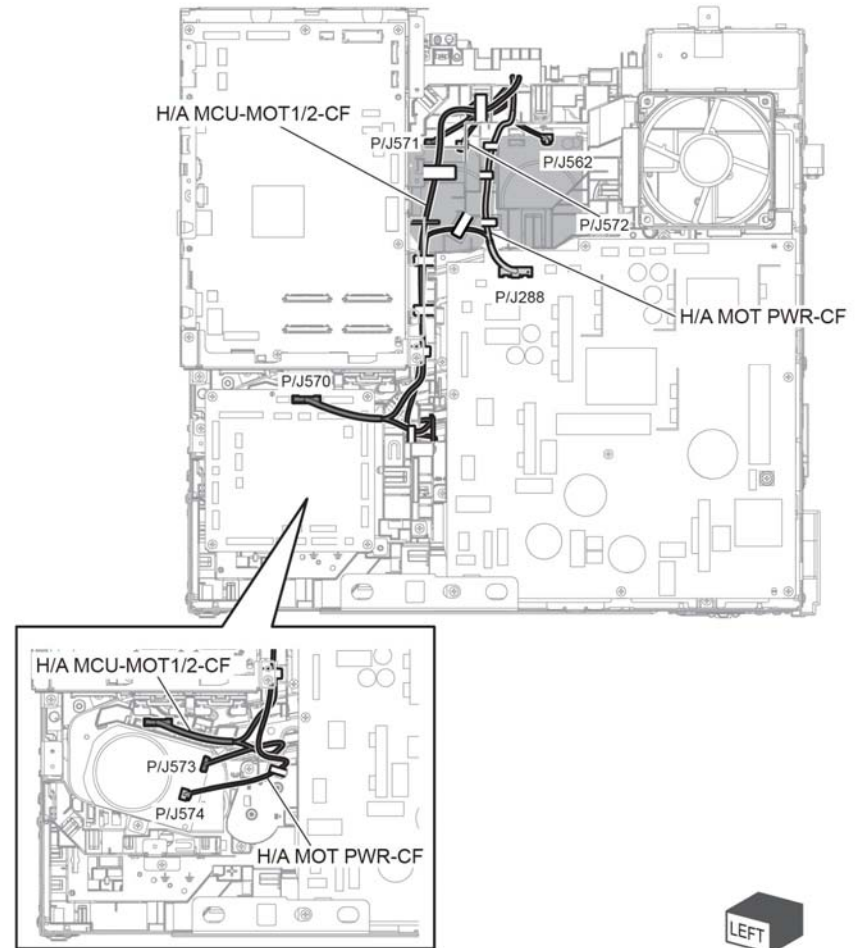 H/A MCU-MOT1/2-CF
P/J571
P/J562
P/J572
P/J288
H/A MOT PWR-CF
P/J570
H/A MCU-MOT1/2-CF
P/J573
P/J574
H/A MOT PWR-CF
LEFT